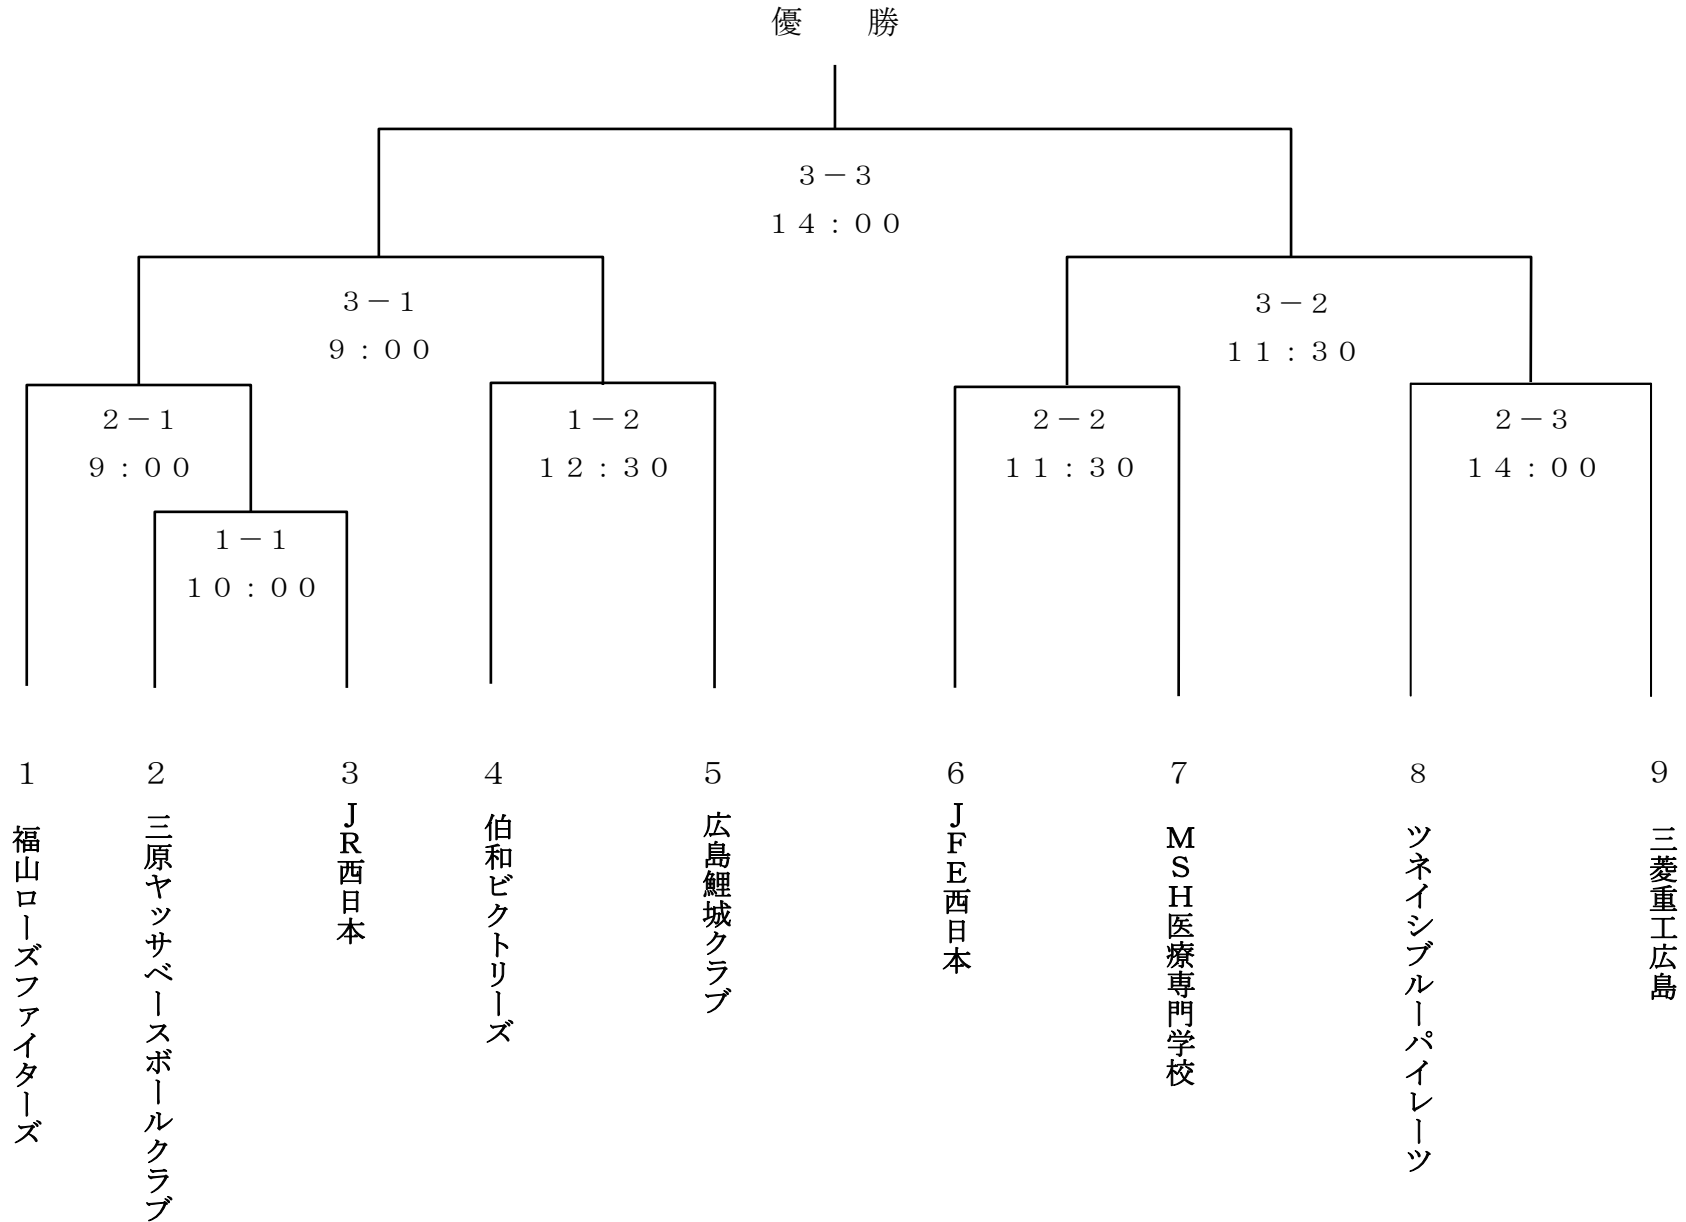 優　　勝
３－３
１４：００
３－１
９：００
３－２
１１：３０
２－１
９：００
１－２
１２：３０
２－２
１１：３０
２－３
１４：００
１－１
１０：００
１　福山ローズファイターズ
２　三原ヤッサベースボールクラブ
３　ＪＲ西日本
４　伯和ビクトリーズ
５　広島鯉城クラブ
６　ＪＦＥ西日本
７　ＭＳＨ医療専門学校
８　ツネイシブルーパイレーツ
９　三菱重工広島